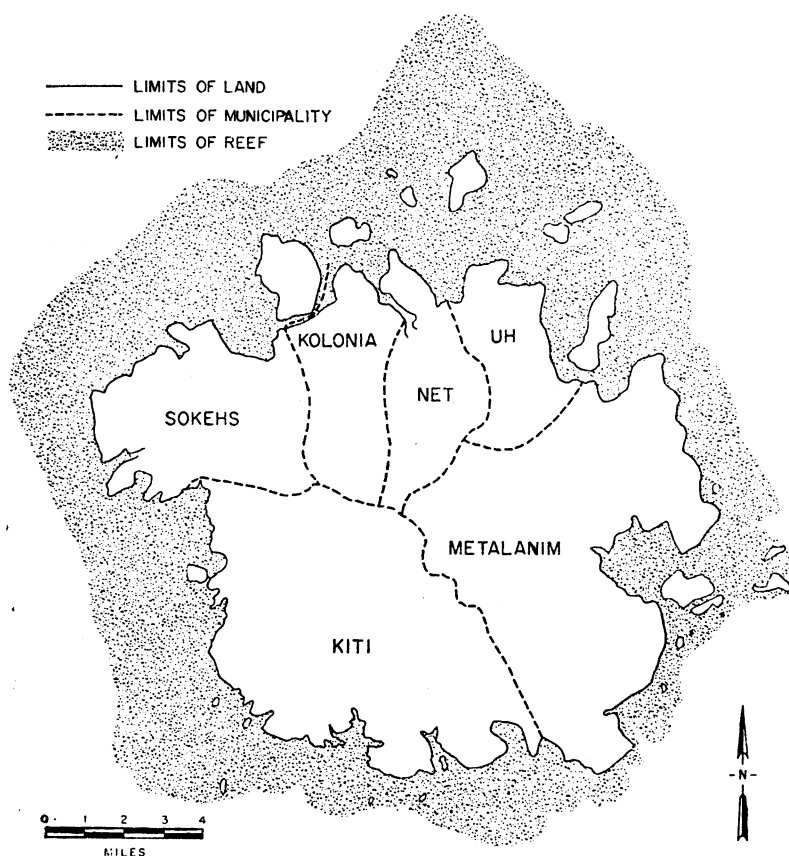 LIMITS OF LAND
LIMITS OF MUNICIPALITY
LIMITS OF REEF
KOLONIA
UH
NET
SOKEHS
METALANIM
KITI
-N-
0 1 2 3 4
MILES